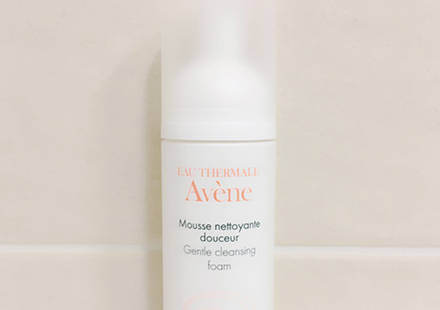 EAU THERMALE
Avène
Mousse nettoyante
douceur
Gentle cleansing
foam